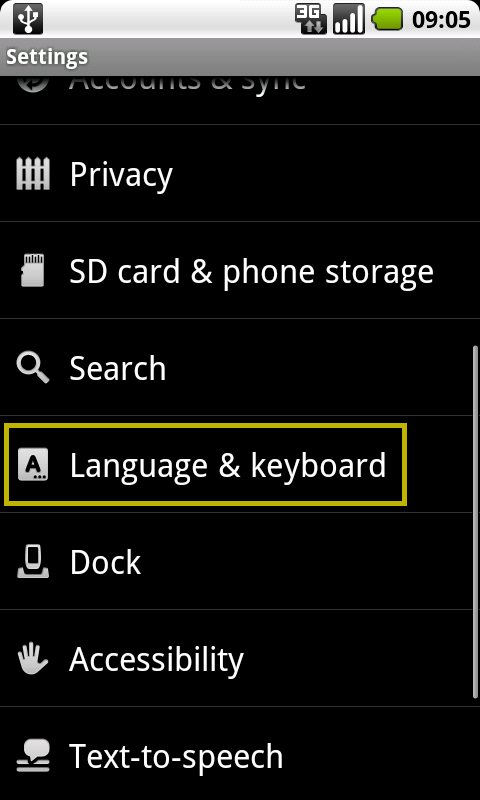 3G
09:05
Settings
Accounts & sync
Privacy
SD card & phone storage
Search
A
Language & keyboard
Dock
Accessibility
Text-to-speech